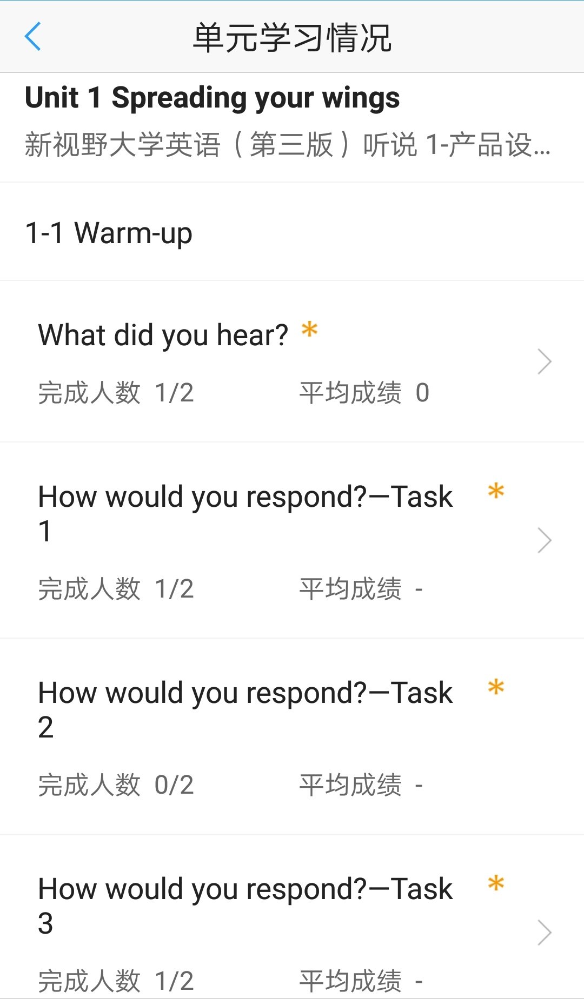 单元学习情况
Unit 1 Spreading your wings
新视野大学英语（第三版）听说 1-产品设...
1-1 Warm-up
What did you hear? *
完成人数 1/2 平均成绩 0
How would you respond?—Task *
1
完成人数 1/2 平均成绩 -
How would you respond?—Task *
2
完成人数 0/2 平均成绩 -
How would you respond?—Task *
3
完成人数 1/2 平均成绩 -